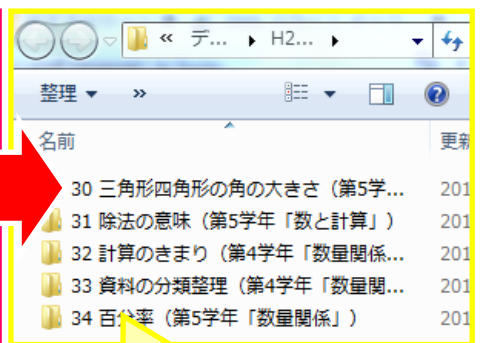 « デ... ▸ H2... ▸
整理 ▼ »
名前 更新
30 三角形四角形の角の大きさ（第5学... 201
31 除法の意味（第5学年「数と計算」） 201
32 計算のきまり（第4学年「数量関係... 201
33 資料の分類整理（第4学年「数量関... 201
34 百分率（第5学年「数量関係」） 201